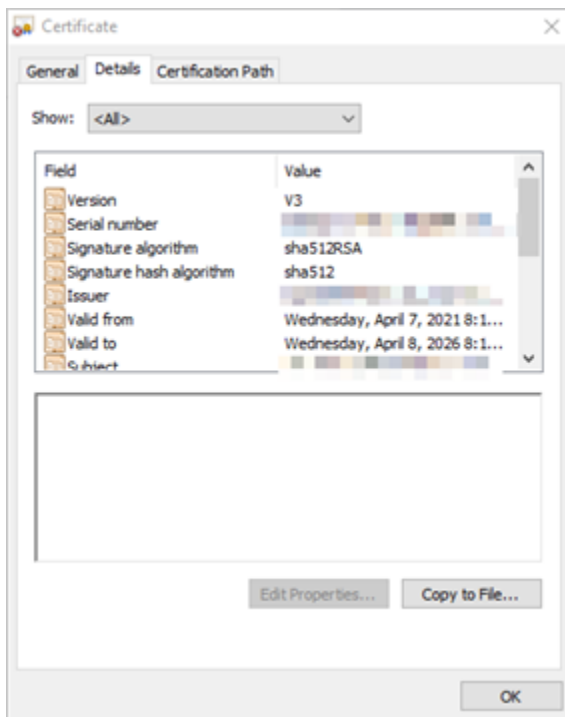 Certificate
General Details Certification Path
Show: <All>
Field Value
Version V3
Serial number
Signature algorithm sha512RSA
Signature hash algorithm sha512
Issuer
Valid from Wednesday, April 7, 2021 8:1...
Valid to Wednesday, April 8, 2026 8:1...
Subject
Edit Properties... Copy to File...
OK